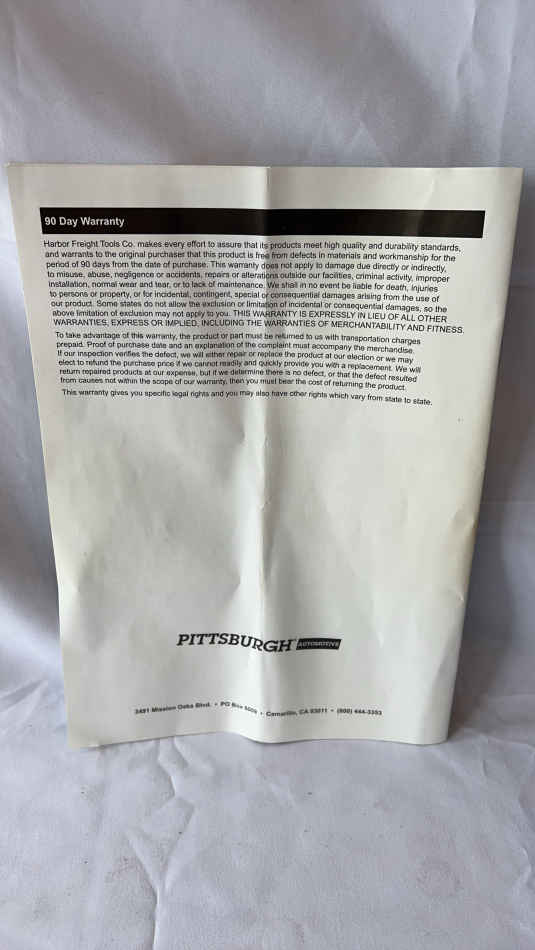 90 Day Warranty
Harbor Freight Tools Co. makes every effort to assure that its products meet high quality and durability standards,
and warrants to the original purchaser that this product is free from defects in materials and workmanship for the
period of 90 days from the date of purchase. This warranty does not apply to damage due directly or indirectly,
to misuse, abuse, negligence or accidents, repairs or alterations outside our facilities, criminal activity, improper
installation, normal wear and tear, or to lack of maintenance. We shall in no event be liable for death, injuries
to persons or property, or for incidental, contingent, special or consequential damages arising from the use of
our product. Some states do not allow the exclusion or limitation of incidental or consequential damages, so the
above limitation of exclusion may not apply to you. THIS WARRANTY IS EXPRESSLY IN LIEU OF ALL OTHER
WARRANTIES, EXPRESS OR IMPLIED, INCLUDING THE WARRANTIES OF MERCHANTABILITY AND FITNESS.
To take advantage of this warranty, the product or part must be returned to us with transportation charges
prepaid. Proof of purchase date and an explanation of the complaint must accompany the merchandise.
If our inspection verifies the defect, we will either repair or replace the product at our election or we may
elect to refund the purchase price if we cannot readily and quickly provide you with a replacement. We will
return repaired products at our expense, but if we determine there is no defect, or that the defect resulted
from causes not within the scope of our warranty, then you must bear the cost of returning the product.
This warranty gives you specific legal rights and you may also have other rights which vary from state to state.
PITTSBURGH AUTOMOTIVE
3491 Mission Oaks Blvd. • PO Box 6009 • Camarillo, CA 93011 • (800) 444-3353